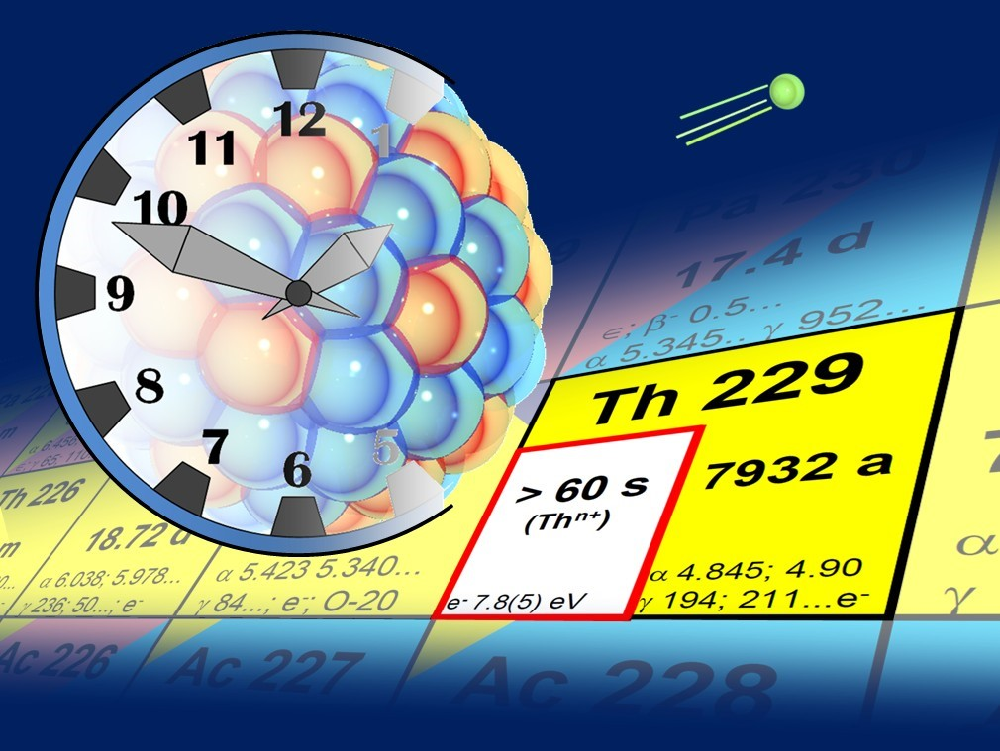 12
1
11
10
9
8
7
6
5
Pa 230
17.4 d
ϵ; β⁻ 0.5...
α 5.345.. γ 952...
Th 229
7932 a
α 4.845; 4.90
γ 194; 211...e⁻
> 60 s
(Thⁿ⁺)
e⁻ 7.8(5) eV
Th 226
m
18.72 d
α 6.038; 5.978...
γ 236; 50...; e⁻
α 5.423 5.340...
γ 84...; e⁻; O-20
α
γ
Ac 226
Ac 227
Ac 228